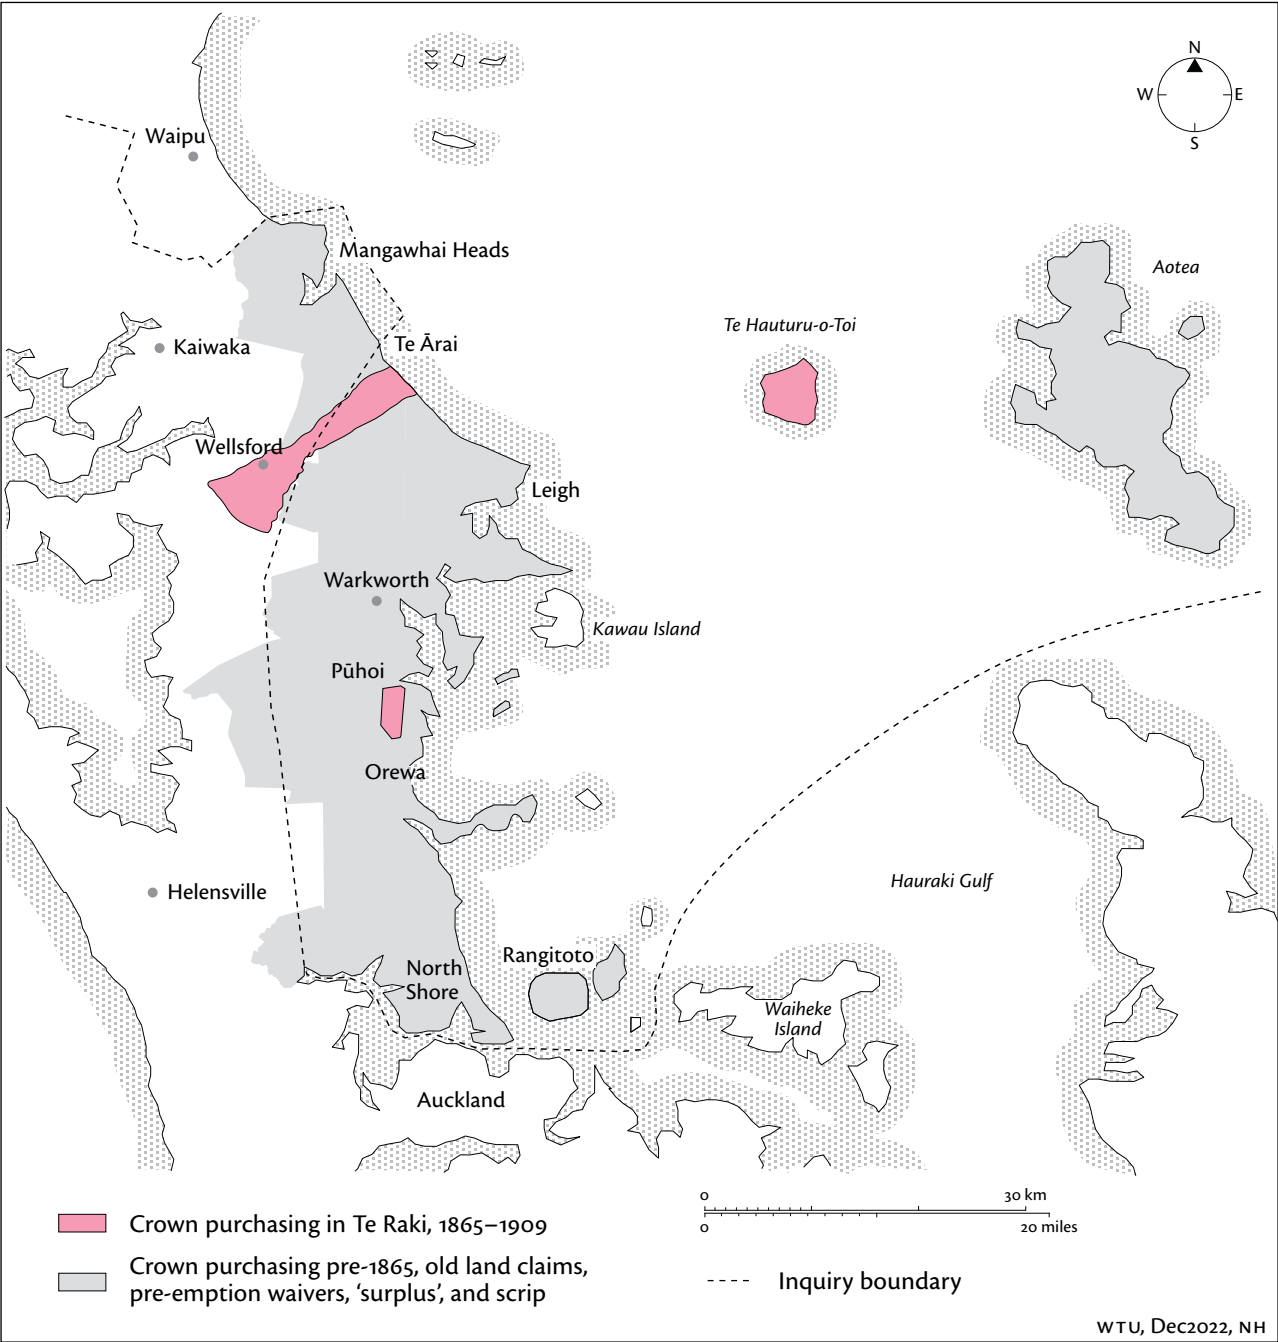 N
W
E
S
Waipu
Mangawhai Heads
Aotea
Te Hauturu-o-Toi
Kaiwaka
Te Ārai
Wellsford
Leigh
Warkworth
Kawau Island
Pūhoi
Orewa
Hauraki Gulf
Helensville
Rangitoto
North
Shore
Waiheke
Island
Auckland
0
30 km
0
20 miles
Crown purchasing in Te Raki, 1865–1909
Crown purchasing pre-1865, old land claims,
pre-emption waivers, ‘surplus’, and scrip
Inquiry boundary
WTU, Dec2022, NH